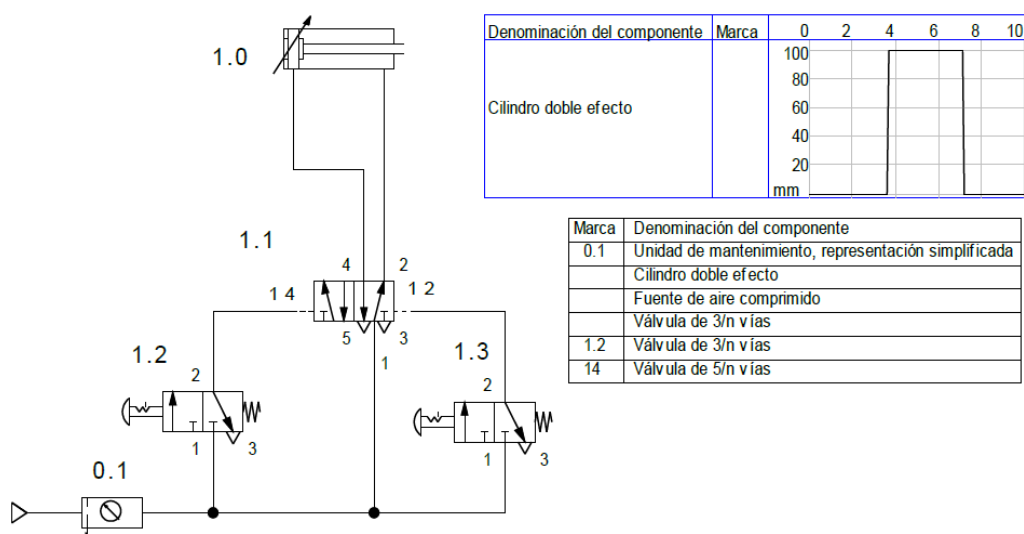 1.0
Denominación del componente Marca 0 2 4 6 8 10
100
80
Cilindro doble efecto
60
40
20
mm
1.1
4 2
14 12
5 3
1
1.2
2
1 3
1.3
2
1 3
0.1
Marca Denominación del componente
0.1 Unidad de mantenimiento, representación simplificada
Cilindro doble efecto
Fuente de aire comprimido
Válvula de 3/n vías
1.2 Válvula de 3/n vías
14 Válvula de 5/n vías